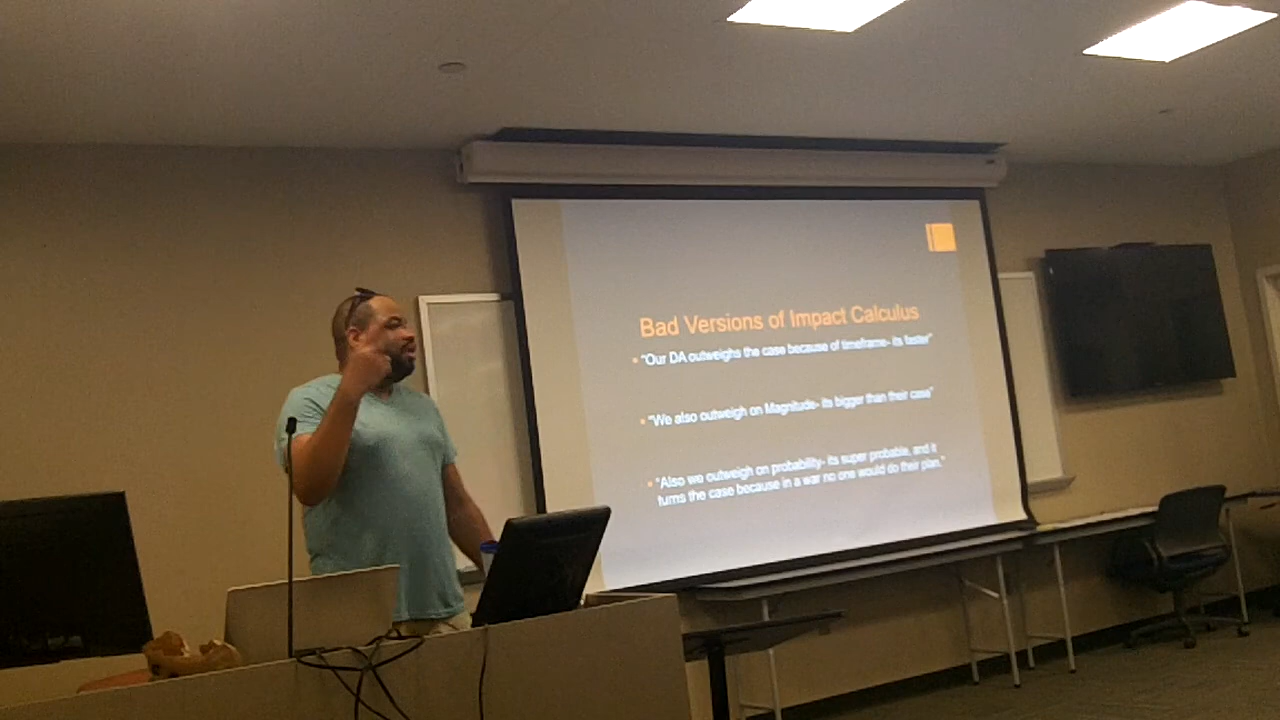 Bad Versions of Impact Calculus
"Our DA outweighs the case because of timeframe- its faster"
"We also outweigh on Magnitude- its bigger than their case"
"Also we outweigh on probability- its super probable, and it
turns the case because in a war no one would do their plan."